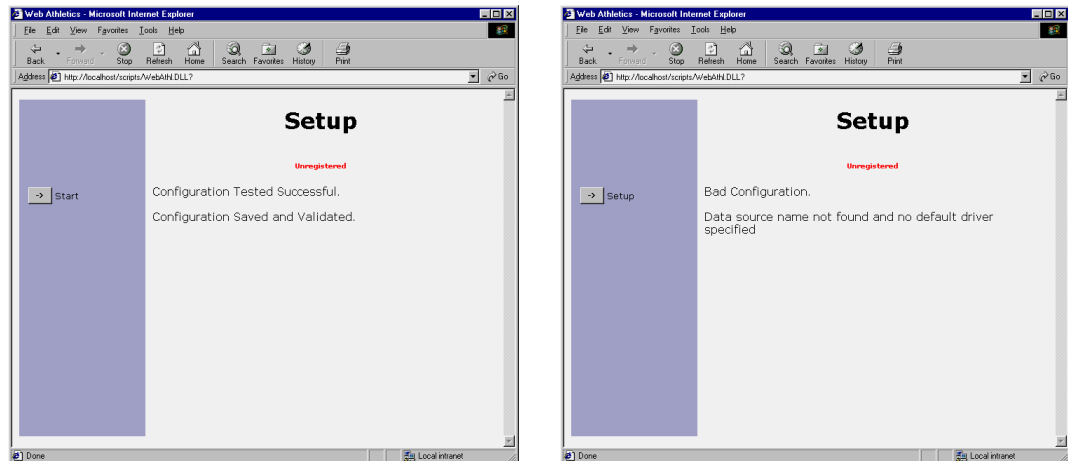 Web Athletics - Microsoft Internet Explorer
File Edit View Favorites Tools Help
Back Forward Stop Refresh Home Search Favorites History Print
Address http://localhost/scripts/WebAthl.DLL? Go
Setup
Unregistered
-> Start
Configuration Tested Successful.
Configuration Saved and Validated.
Done Local intranet
Web Athletics - Microsoft Internet Explorer
File Edit View Favorites Tools Help
Back Forward Stop Refresh Home Search Favorites History Print
Address http://localhost/scripts/WebAthl.DLL? Go
Setup
Unregistered
-> Setup
Bad Configuration.
Data source name not found and no default driver
specified
Done Local intranet